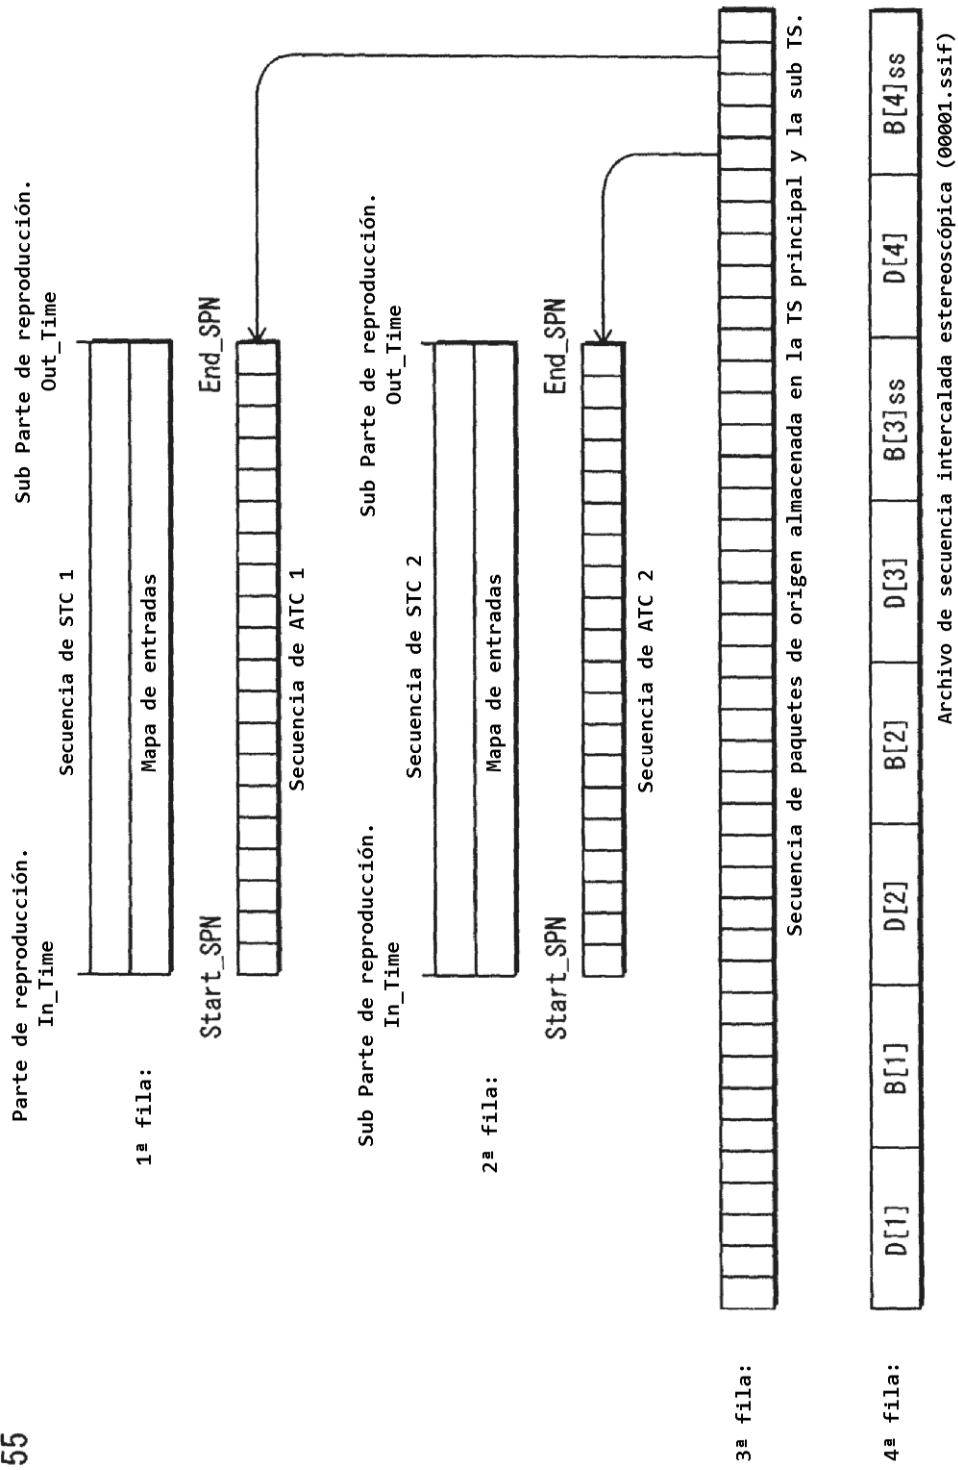 55
Parte de reproducción.
In_Time
Sub Parte de reproducción.
Out_Time
Secuencia de STC 1
1ª fila:
Mapa de entradas
Start_SPN
End_SPN
Secuencia de ATC 1
Sub Parte de reproducción.
In_Time
Sub Parte de reproducción.
Out_Time
Secuencia de STC 2
2ª fila:
Mapa de entradas
Start_SPN
End_SPN
Secuencia de ATC 2
3ª fila:
Secuencia de paquetes de origen almacenada en la TS principal y la sub TS.
4ª fila:
D[1] B[1] D[2] B[2] D[3] B[3]ss D[4] B[4]ss
Archivo de secuencia intercalada estereoscópica (00001.ssif)